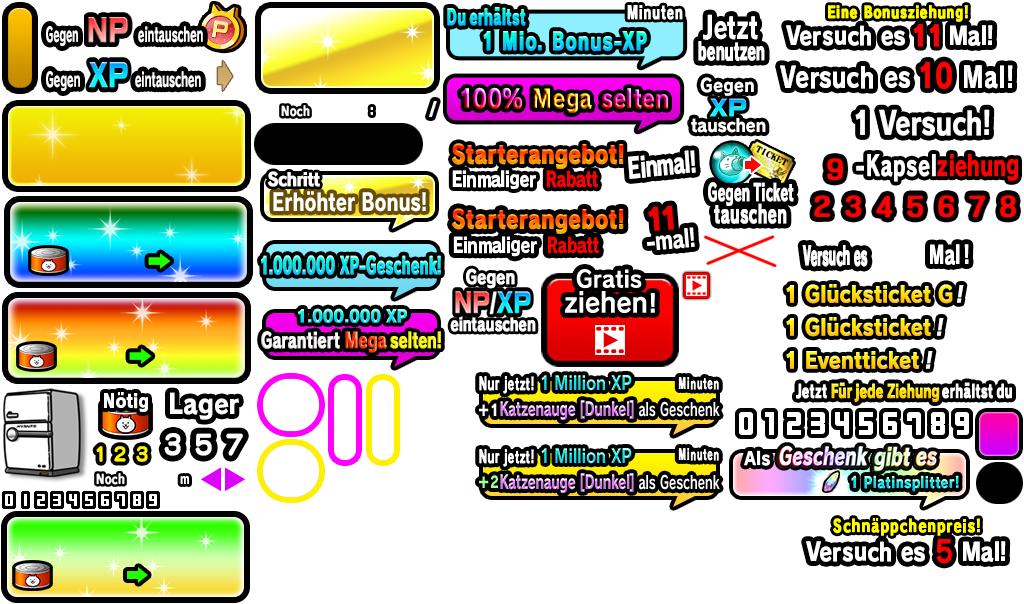 Gegen NP eintauschen
P
Gegen XP eintauschen
Nötig
1 2 3
Lager
3 5 7
Noch m
0 1 2 3 4 5 6 7 8 9
Noch : /
Schritt
Erhöhter Bonus!
1.000.000 XP-Geschenk!
1.000.000 XP
Garantiert Mega selten!
Du erhältst Minuten
1 Mio. Bonus-XP
100% Mega selten
Starterangebot!
Einmaliger Rabatt
Einmal!
Starterangebot!
Einmaliger Rabatt
11
-mal!
Gegen
NP/XP
eintauschen
Gratis
ziehen!
Nur jetzt! 1 Million XP Minuten
+1 Katzenauge [Dunkel] als Geschenk
Nur jetzt! 1 Million XP Minuten
+2 Katzenauge [Dunkel] als Geschenk
Jetzt
benutzen
Gegen
XP
tauschen
TICKET
Gegen Ticket
tauschen
Eine Bonusziehung!
Versuch es 11 Mal!
Versuch es 10 Mal!
1 Versuch!
9 -Kapselziehung
2 3 4 5 6 7 8
Versuch es Mal!
1 Glücksticket G!
1 Glücksticket!
1 Eventticket!
Jetzt Für jede Ziehung erhältst du
0 1 2 3 4 5 6 7 8 9
Als Geschenk gibt es
1 Platinsplitter!
Schnäppchenpreis!
Versuch es 5 Mal!